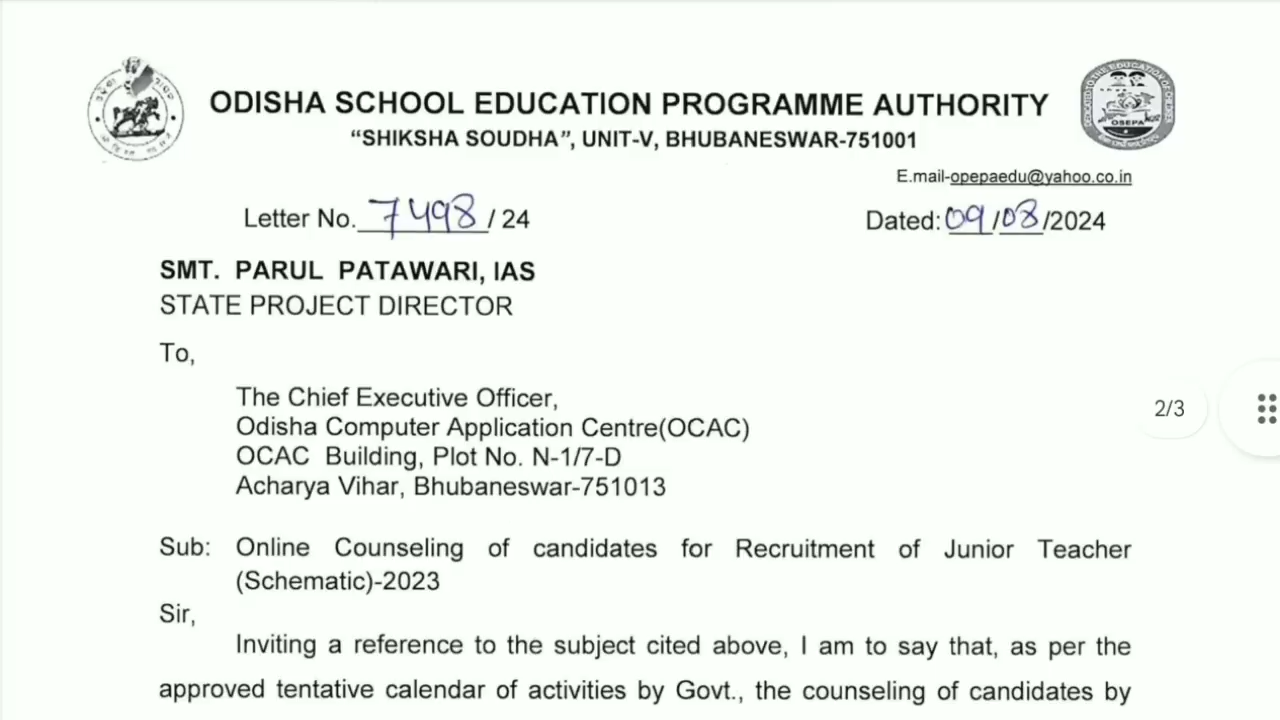 ODISHA SCHOOL EDUCATION PROGRAMME AUTHORITY
“SHIKSHA SOUDHA”, UNIT-V, BHUBANESWAR-751001
OSEPA
E.mail-opepaedu@yahoo.co.in
Letter No. 7498 / 24
Dated: 09/08/2024
SMT. PARUL PATAWARI, IAS
STATE PROJECT DIRECTOR
To,
The Chief Executive Officer,
Odisha Computer Application Centre(OCAC)
OCAC Building, Plot No. N-1/7-D
Acharya Vihar, Bhubaneswar-751013
2/3
Sub: Online Counseling of candidates for Recruitment of Junior Teacher
(Schematic)-2023
Sir,
Inviting a reference to the subject cited above, I am to say that, as per the
approved tentative calendar of activities by Govt., the counseling of candidates by